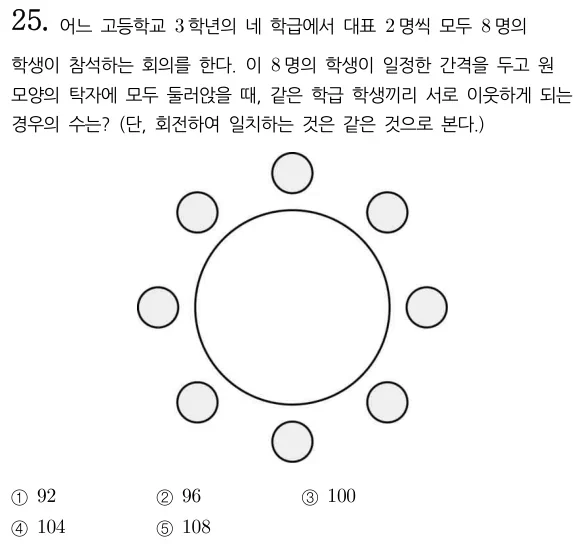 25. 어느 고등학교 3학년의 네 학급에서 대표 2명씩 모두 8명의
학생이 참석하는 회의를 한다. 이 8명의 학생이 일정한 간격을 두고 원
모양의 탁자에 모두 둘러앉을 때, 같은 학급 학생끼리 서로 이웃하게 되는
경우의 수는? (단, 회전하여 일치하는 것은 같은 것으로 본다.)
① 92 ② 96 ③ 100
④ 104 ⑤ 108